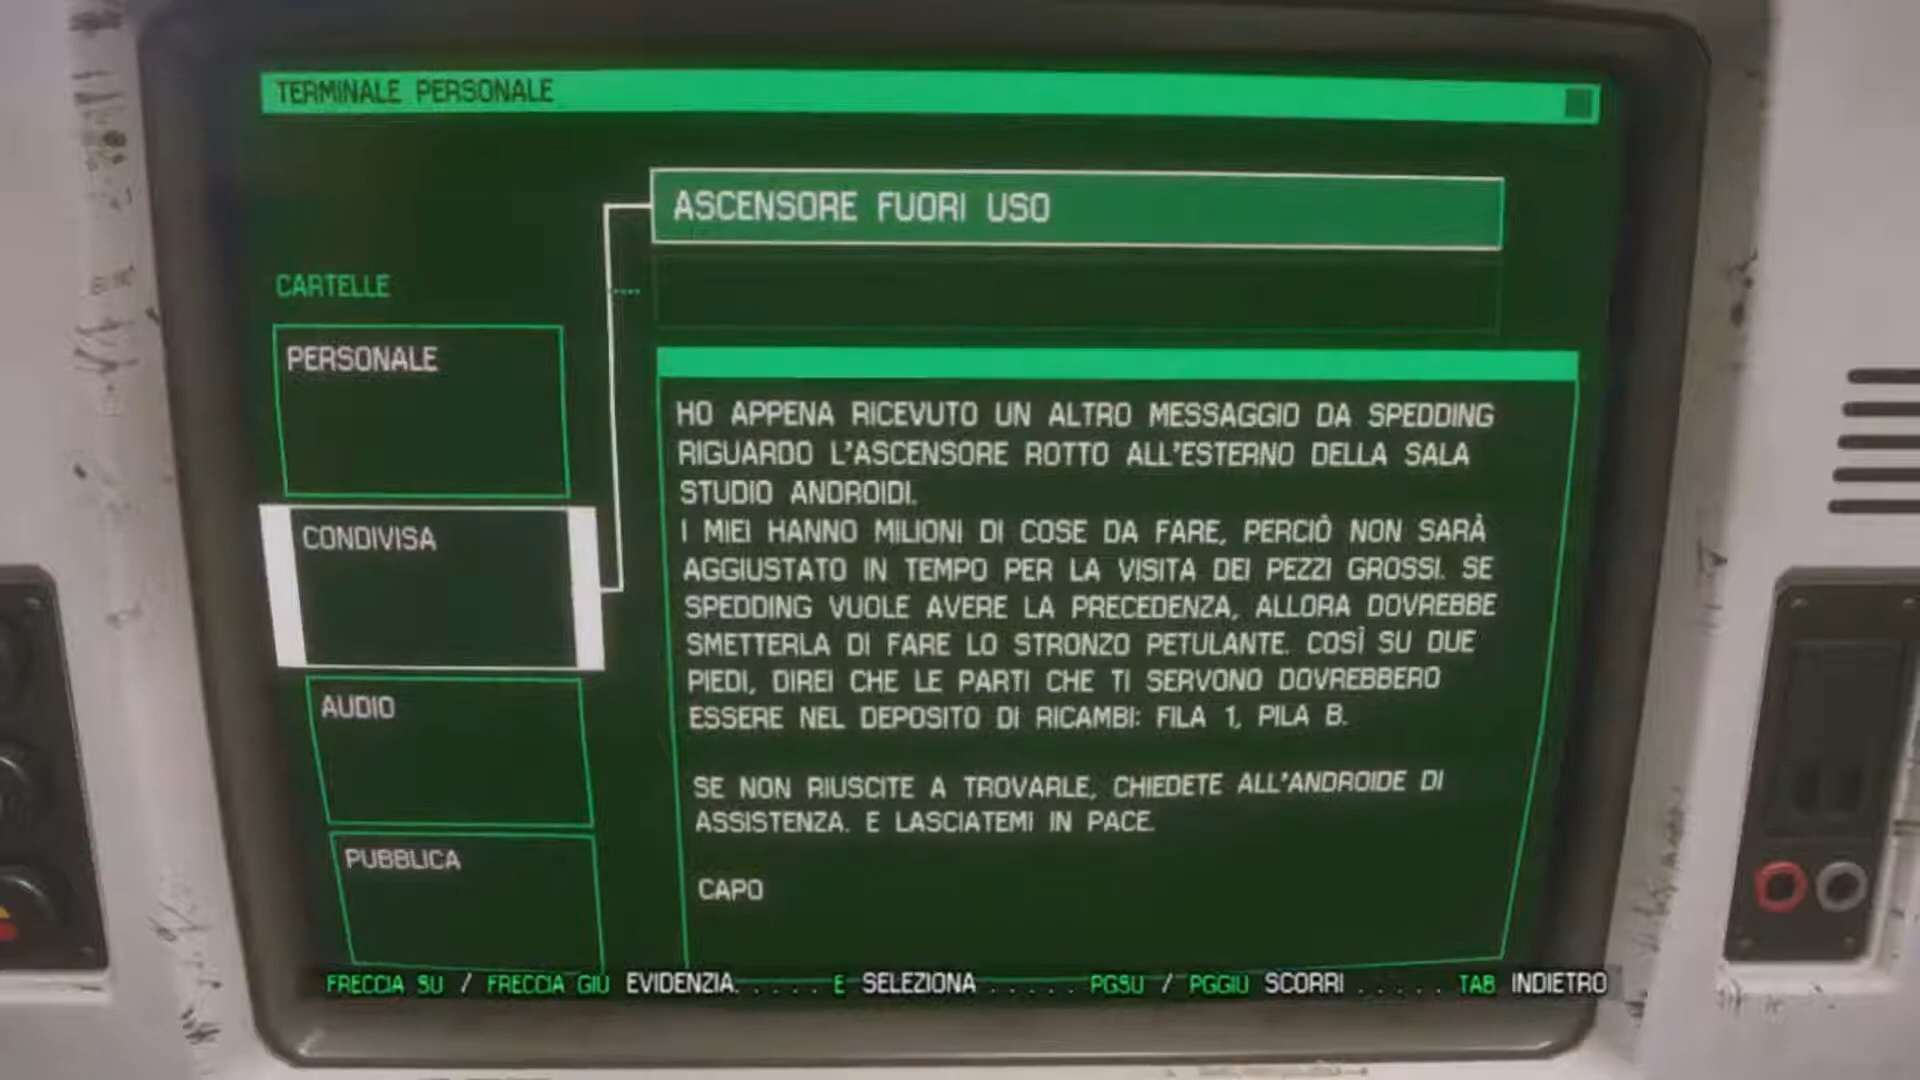 TERMINALE PERSONALE
ASCENSORE FUORI USO
CARTELLE
PERSONALE
CONDIVISA
AUDIO
PUBBLICA
HO APPENA RICEVUTO UN ALTRO MESSAGGIO DA SPEDDING
RIGUARDO L'ASCENSORE ROTTO ALL'ESTERNO DELLA SALA
STUDIO ANDROIDI.
I MIEI HANNO MILIONI DI COSE DA FARE, PERCIÒ NON SARÀ
AGGIUSTATO IN TEMPO PER LA VISITA DEI PEZZI GROSSI. SE
SPEDDING VUOLE AVERE LA PRECEDENZA, ALLORA DOVREBBE
SMETTERLA DI FARE LO STRONZO PETULANTE. COSÌ SU DUE
PIEDI, DIREI CHE LE PARTI CHE TI SERVONO DOVREBBERO
ESSERE NEL DEPOSITO DI RICAMBI: FILA 1, PILA B.
SE NON RIUSCITE A TROVARLE, CHIEDETE ALL'ANDROIDE DI
ASSISTENZA. E LASCIATEMI IN PACE.
CAPO
FRECCIA SU / FRECCIA GIU EVIDENZIA. . . . . E SELEZIONA . . . . . PGSU / PGGIU SCORRI . . . . . TAB INDIETRO